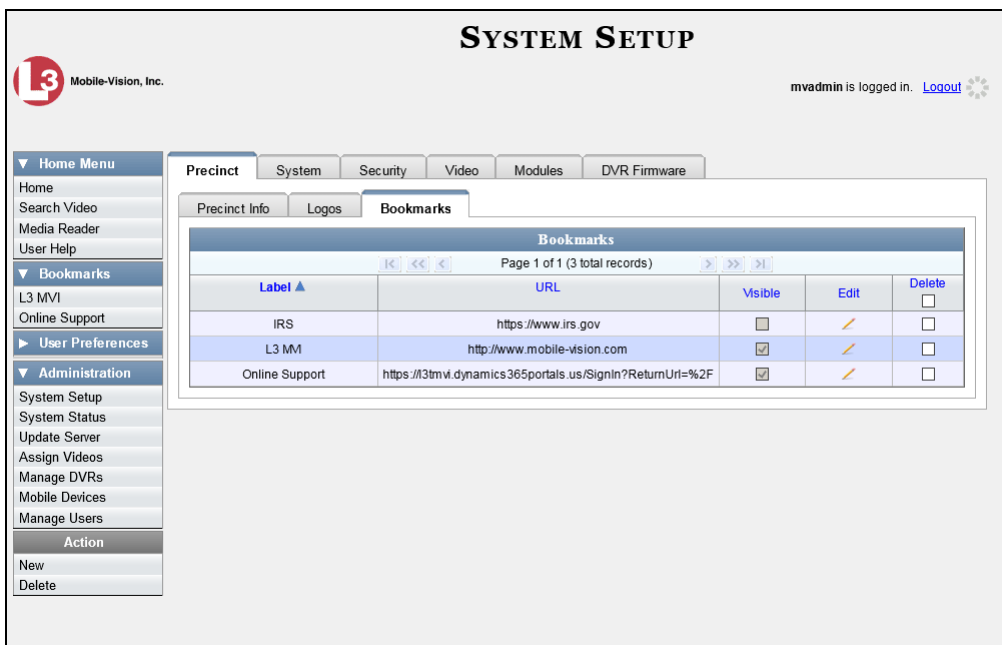 SYSTEM SETUP
L3 Mobile-Vision, Inc.
mvadmin is logged in. Logout
Home Menu
Home
Search Video
Media Reader
User Help
Bookmarks
L3 MVI
Online Support
User Preferences
Administration
System Setup
System Status
Update Server
Assign Videos
Manage DVRs
Mobile Devices
Manage Users
Action
New
Delete
Precinct System Security Video Modules DVR Firmware
Precinct Info Logos Bookmarks
Bookmarks
Page 1 of 1 (3 total records)
Label URL Visible Edit Delete
IRS https://www.irs.gov
L3 MVI http://www.mobile-vision.com
Online Support https://l3tmvi.dynamics365portals.us/SignIn?ReturnUrl=%2F